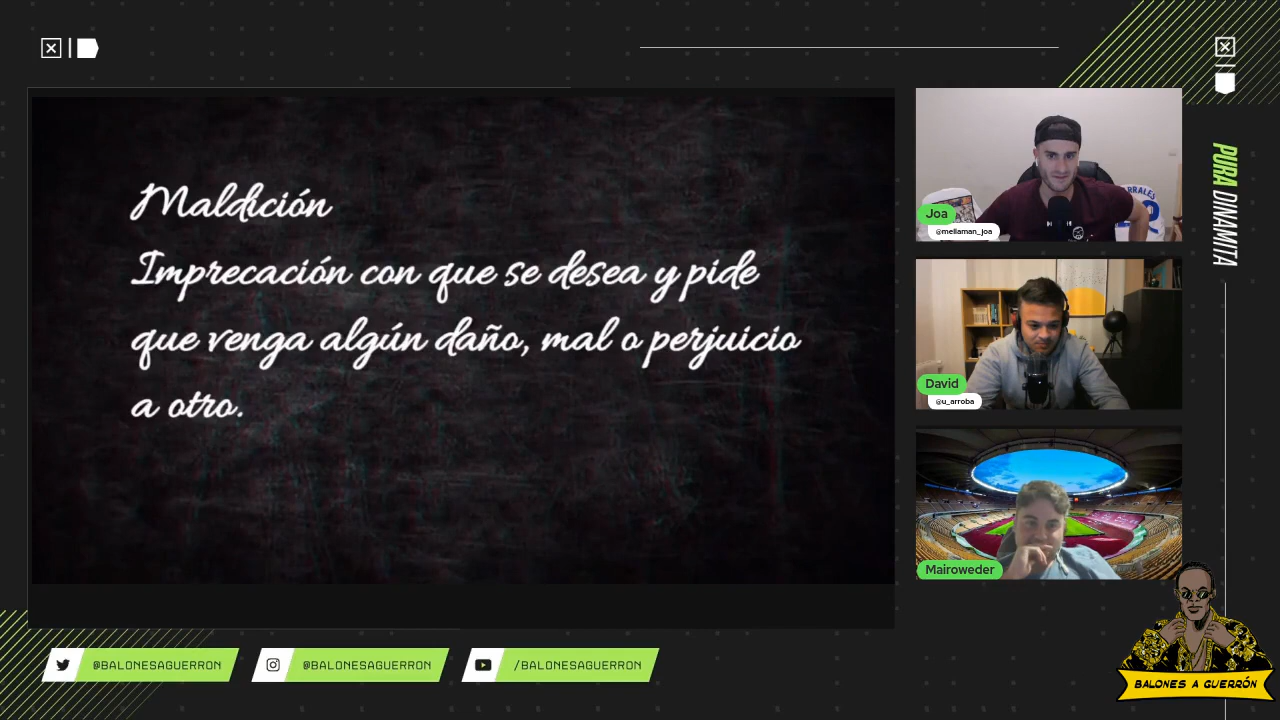 Maldición
Imprecación con que se desea y pide
que venga algún daño, mal o perjuicio
a otro.
Joa
@mellaman_joa
David
@u_arroba
Mairoweder
PURA DINAMITA
@BALONESAGUERRON
@BALONESAGUERRON
/BALONESAGUERRON
BALONES A GUERRÓN